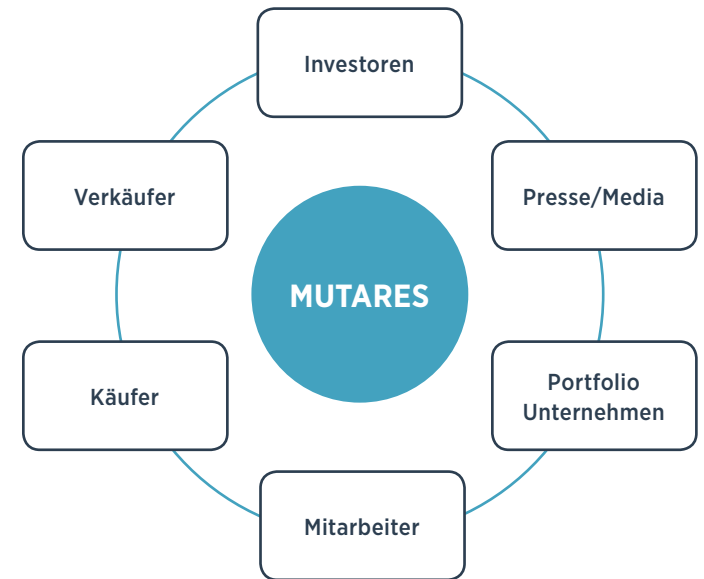 Investoren
Verkäufer
Presse/Media
MUTARES
Käufer
Portfolio
Unternehmen
Mitarbeiter